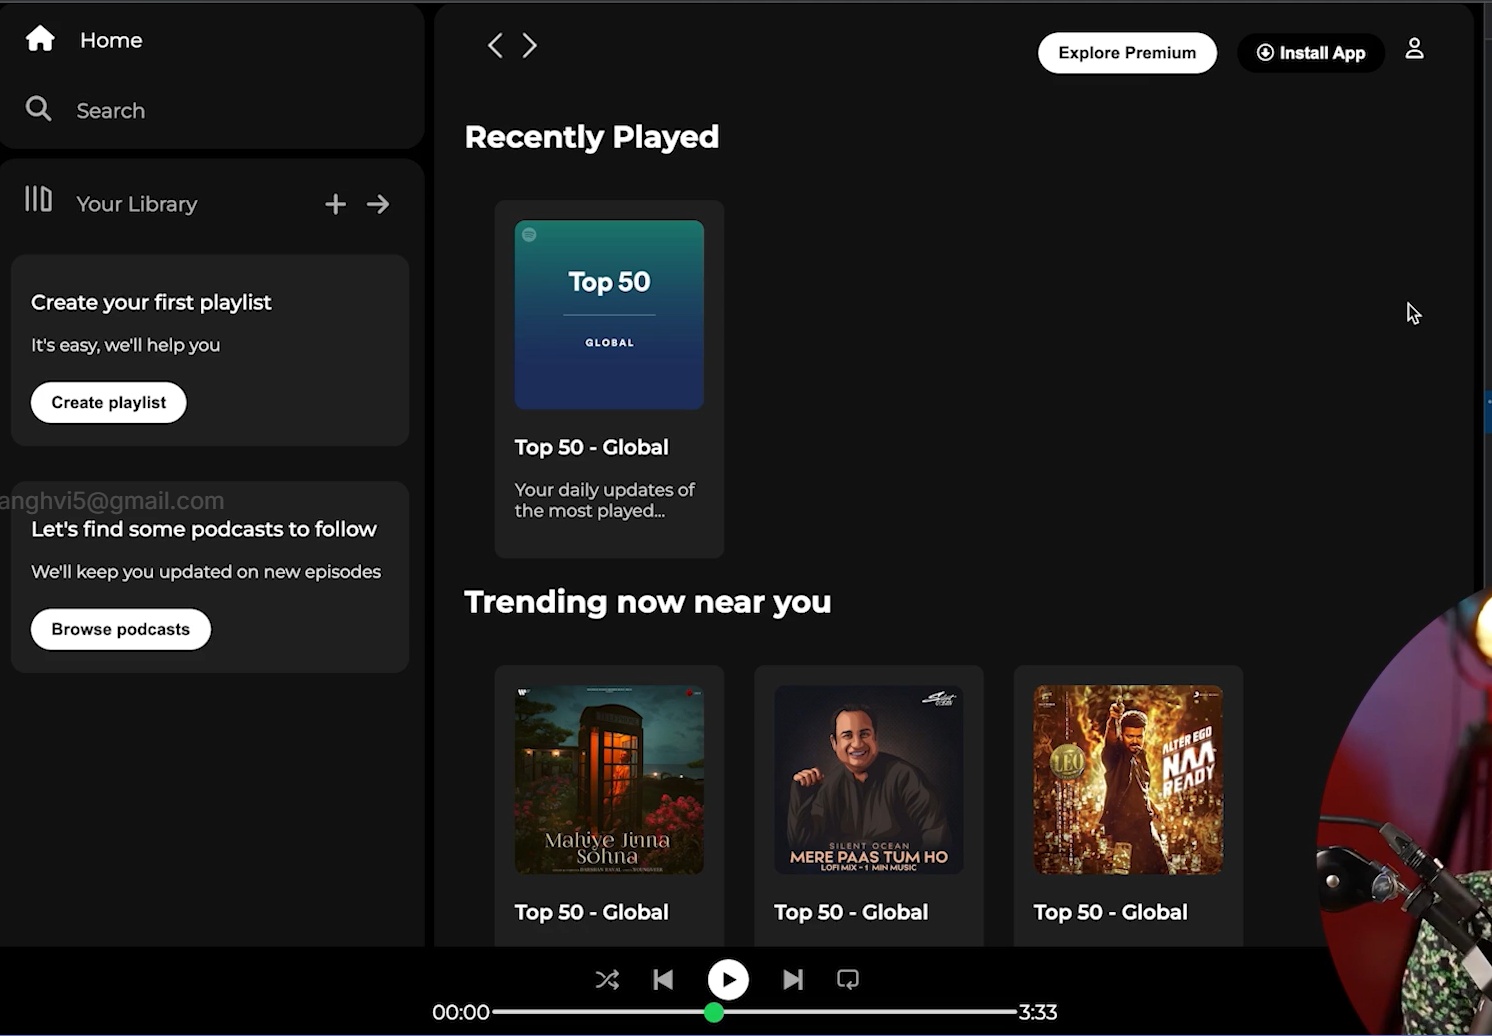 Home
Search
Your Library
Create your first playlist
It's easy, we'll help you
Create playlist
anghvi5@gmail.com
Let's find some podcasts to follow
We'll keep you updated on new episodes
Browse podcasts
Explore Premium
Install App
Recently Played
Top 50
GLOBAL
Top 50 - Global
Your daily updates of
the most played...
Trending now near you
Mahiye Jinna
Sohna
Top 50 - Global
SILENT OCEAN
MERE PAAS TUM HO
LOFI MIX - 1 MIN MUSIC
Top 50 - Global
LEO
ALTER EGO
NAA
READY
Top 50 - Global
00:00
3:33